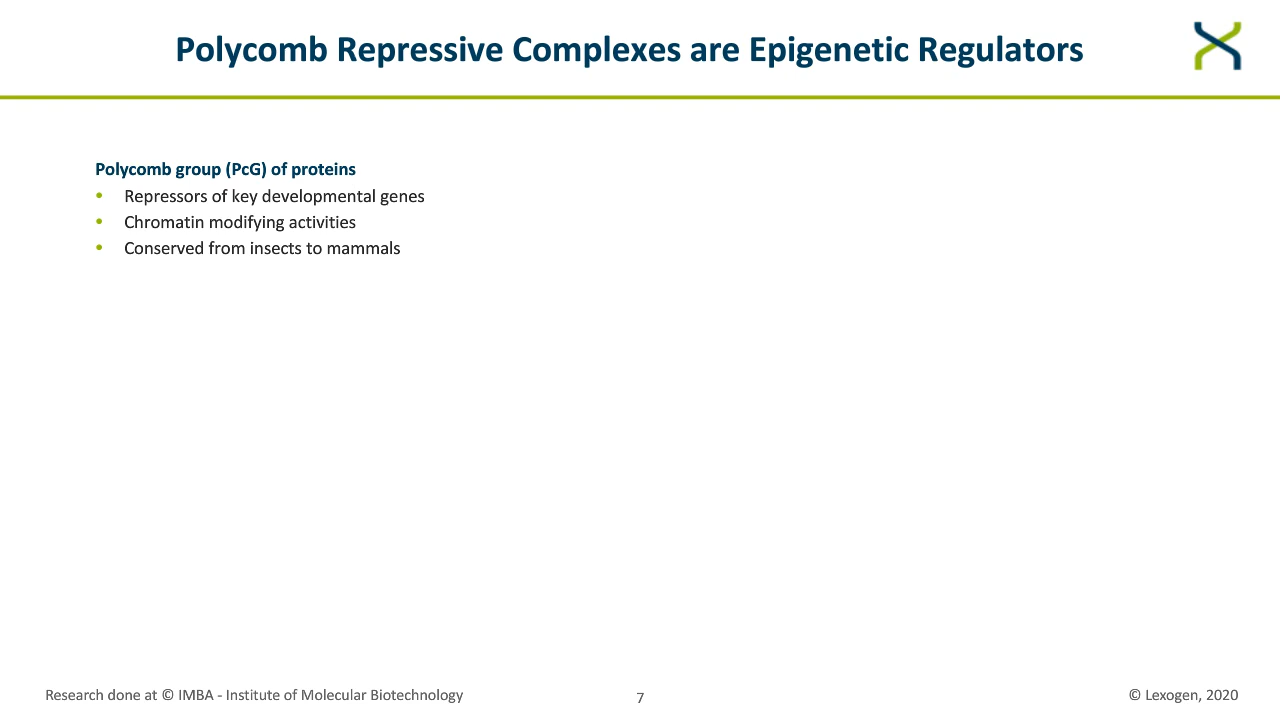 Polycomb Repressive Complexes are Epigenetic Regulators
Polycomb group (PcG) of proteins
• Repressors of key developmental genes
• Chromatin modifying activities
• Conserved from insects to mammals
Research done at © IMBA - Institute of Molecular Biotechnology
7
© Lexogen, 2020